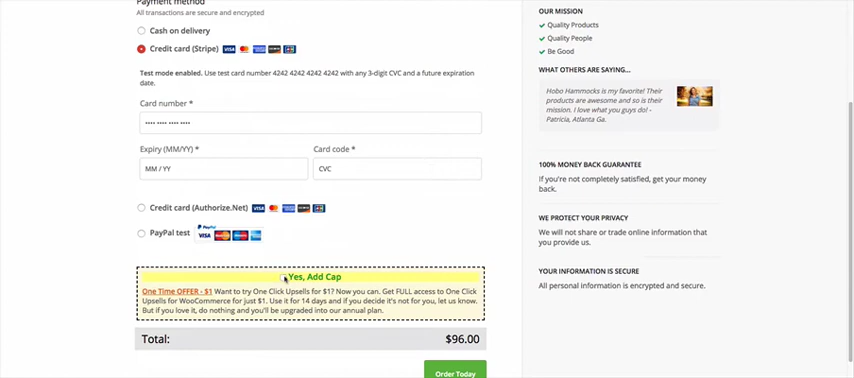 Payment method
All transactions are secure and encrypted
Cash on delivery
Credit card (Stripe)
Test mode enabled. Use test card number 4242 4242 4242 4242 with any 3-digit CVC and a future expiration
date.
Card number *
•••• •••• •••• ••••
Expiry (MM/YY) *
Card code *
MM / YY
CVC
Credit card (Authorize.Net)
PayPal test
PayPal
VISA
Yes, Add Cap
One Time OFFER - $1 Want to try One Click Upsells for $1? Now you can. Get FULL access to One Click
Upsells for WooCommerce for just $1. Use it for 14 days and if you decide it's not for you, let us know.
But if you love it, do nothing and you'll be upgraded into our annual plan.
Total:
$96.00
Order Today
OUR MISSION
Quality Products
Quality People
Be Good
WHAT OTHERS ARE SAYING...
Hobo Hammocks is my favorite! Their
products are awesome and so is their
mission. I love what you guys do! -
Patricia, Atlanta Ga.
100% MONEY BACK GUARANTEE
If you're not completely satisfied, get your money
back.
WE PROTECT YOUR PRIVACY
We will not share or trade online information that
you provide us.
YOUR INFORMATION IS SECURE
All personal information is encrypted and secure.